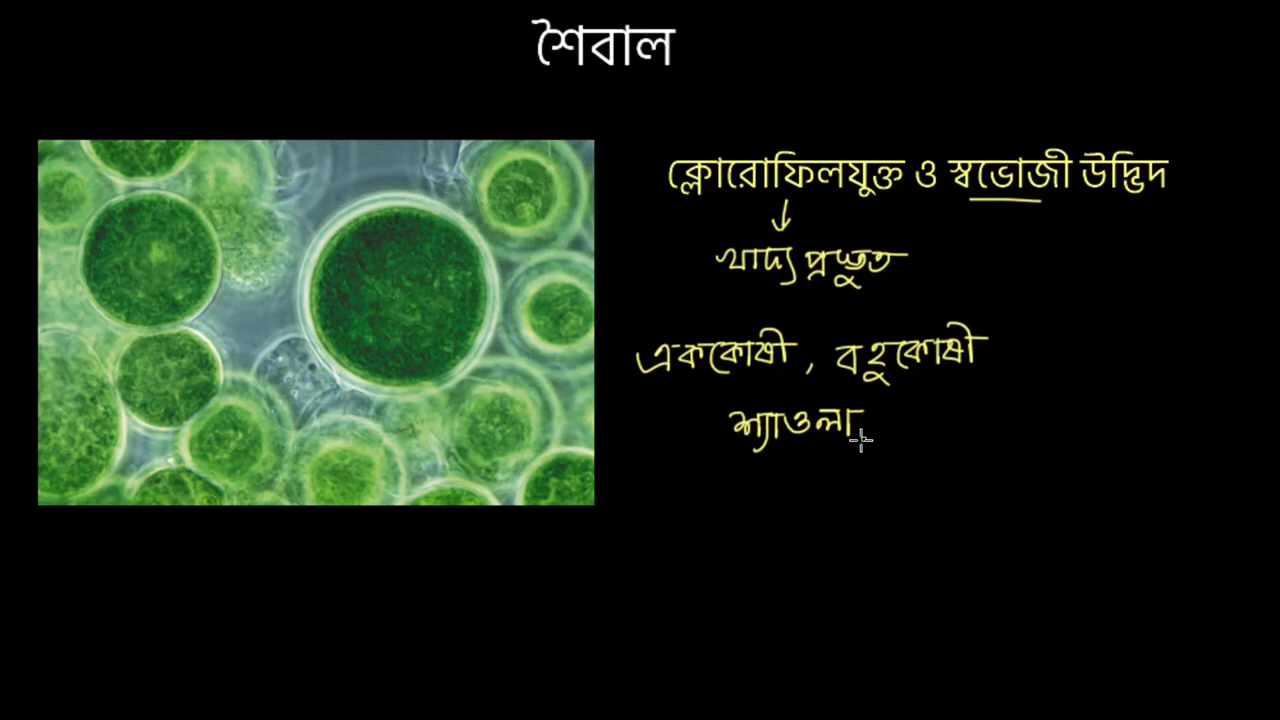 শৈবাল
ক্লোরোফিলযুক্ত ও স্বভোজী উদ্ভিদ
খাদ্য প্রস্তুত
এককোষী , বহুকোষী
শ্যাওলা